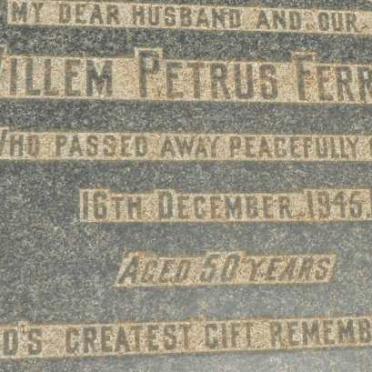 MY DEAR HUSBAND AND OUR
WILLEM PETRUS FERR
WHO PASSED AWAY PEACEFULLY
16TH DECEMBER 1945.
AGED 50 YEARS
D'S GREATEST GIFT REMEMB